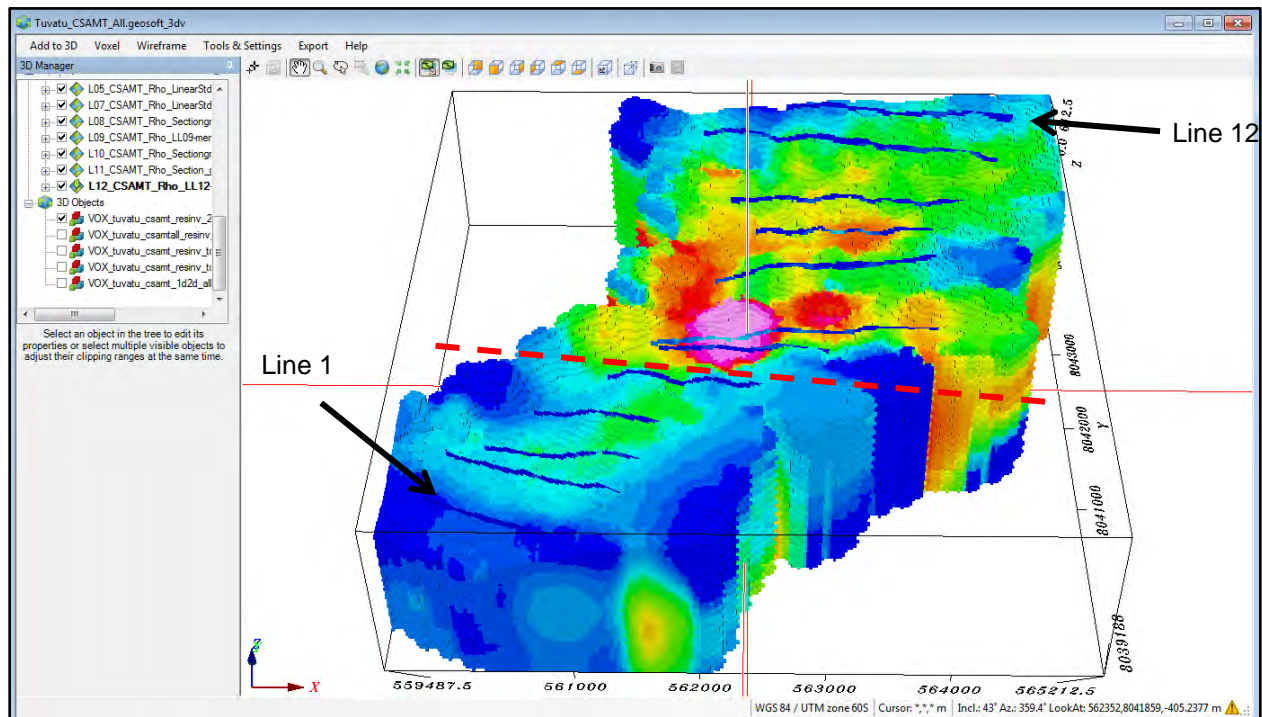 Tuvatu_CSAMT_All.geosoft_3dv
Add to 3D Voxel Wireframe Tools & Settings Export Help
3D Manager
L05_CSAMT_Rho_LinearStd
L07_CSAMT_Rho_LinearStd
L08_CSAMT_Rho_Sectiongr
L09_CSAMT_Rho_LL09-mer
L10_CSAMT_Rho_Sectiongr
L11_CSAMT_Rho_Section_
L12_CSAMT_Rho_LL12-
3D Objects
VOX_tuvatu_csamt_resinv_2
VOX_tuvatu_csamtall_resinv_
VOX_tuvatu_csamt_resinv_to
VOX_tuvatu_csamt_resinv_to
VOX_tuvatu_csamt_1d2d_all
Select an object in the tree to edit its
properties or select multiple visible objects to
adjust their clipping ranges at the same time.
Line 12
Line 1
Z
8043000
Y
8042000
8041000
8039188
Z
X
559487.5 561000 562000 563000 564000 565212.5
WGS 84 / UTM zone 60S Cursor: *,*,* m Incl.: 43° Az.: 359.4° LookAt: 562352,8041859,-405.2377 m